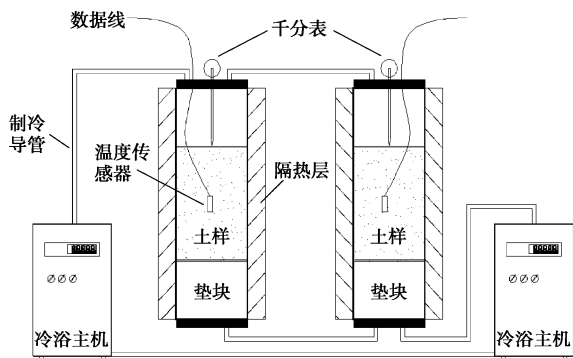 数据线
千分表
制冷
导管
温度传
感器
隔热层
土样
土样
垫块
垫块
冷浴主机
冷浴主机